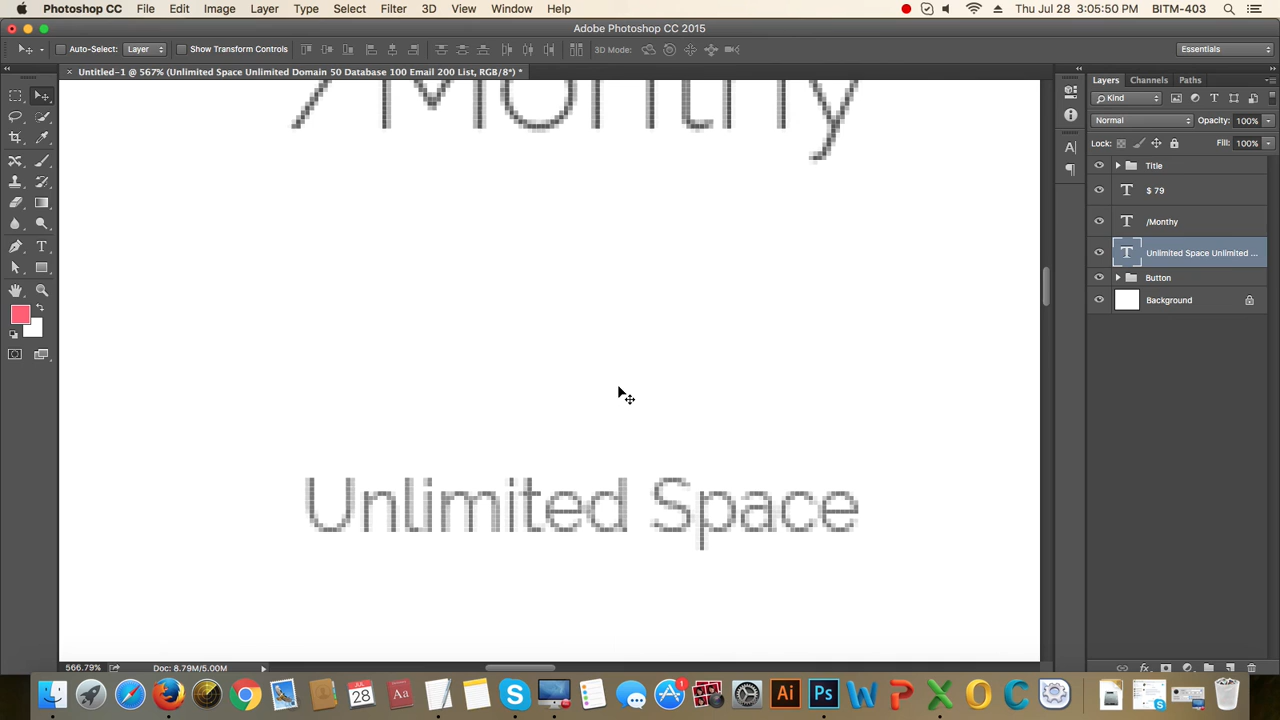 Photoshop CC File Edit Image Layer Type Select Filter 3D View Window Help Thu Jul 28 3:05:50 PM BITM-403
Adobe Photoshop CC 2015
Auto-Select: Layer Show Transform Controls 3D Mode: Essentials
Untitled-1 @ 567% (Unlimited Space Unlimited Domain 50 Database 100 Email 200 List, RGB/8*) *
Layers Channels Paths
Kind
Normal Opacity: 100%
Lock: Fill: 100%
Title
$ 79
/Monthy
Unlimited Space Unlimited ...
Button
Background
/Monthy
Unlimited Space
566.79% Doc: 8.79M/5.00M